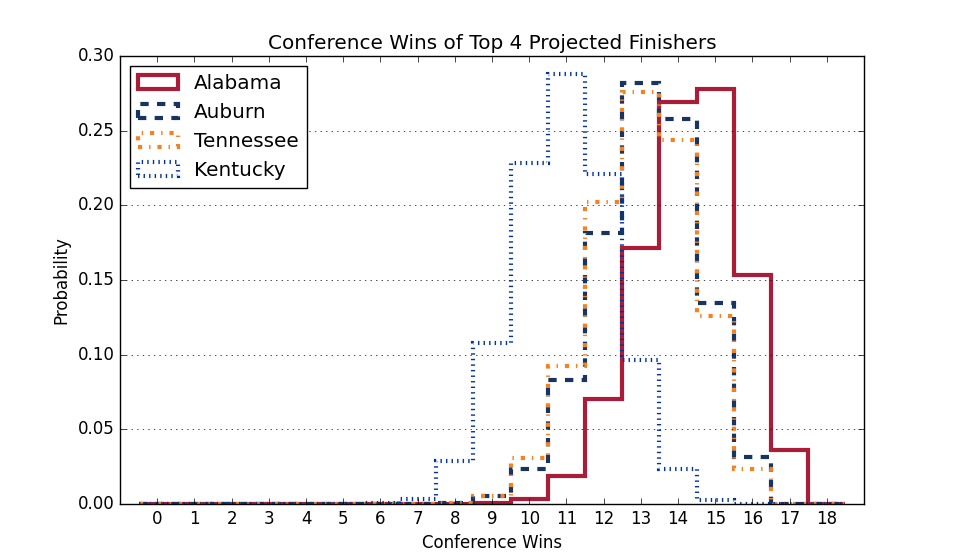 Conference Wins of Top 4 Projected Finishers
0.30
0.25
0.20
0.15
0.10
0.05
0.00
Probability
Alabama
Auburn
Tennessee
Kentucky
0 1 2 3 4 5 6 7 8 9 10 11 12 13 14 15 16 17 18
Conference Wins